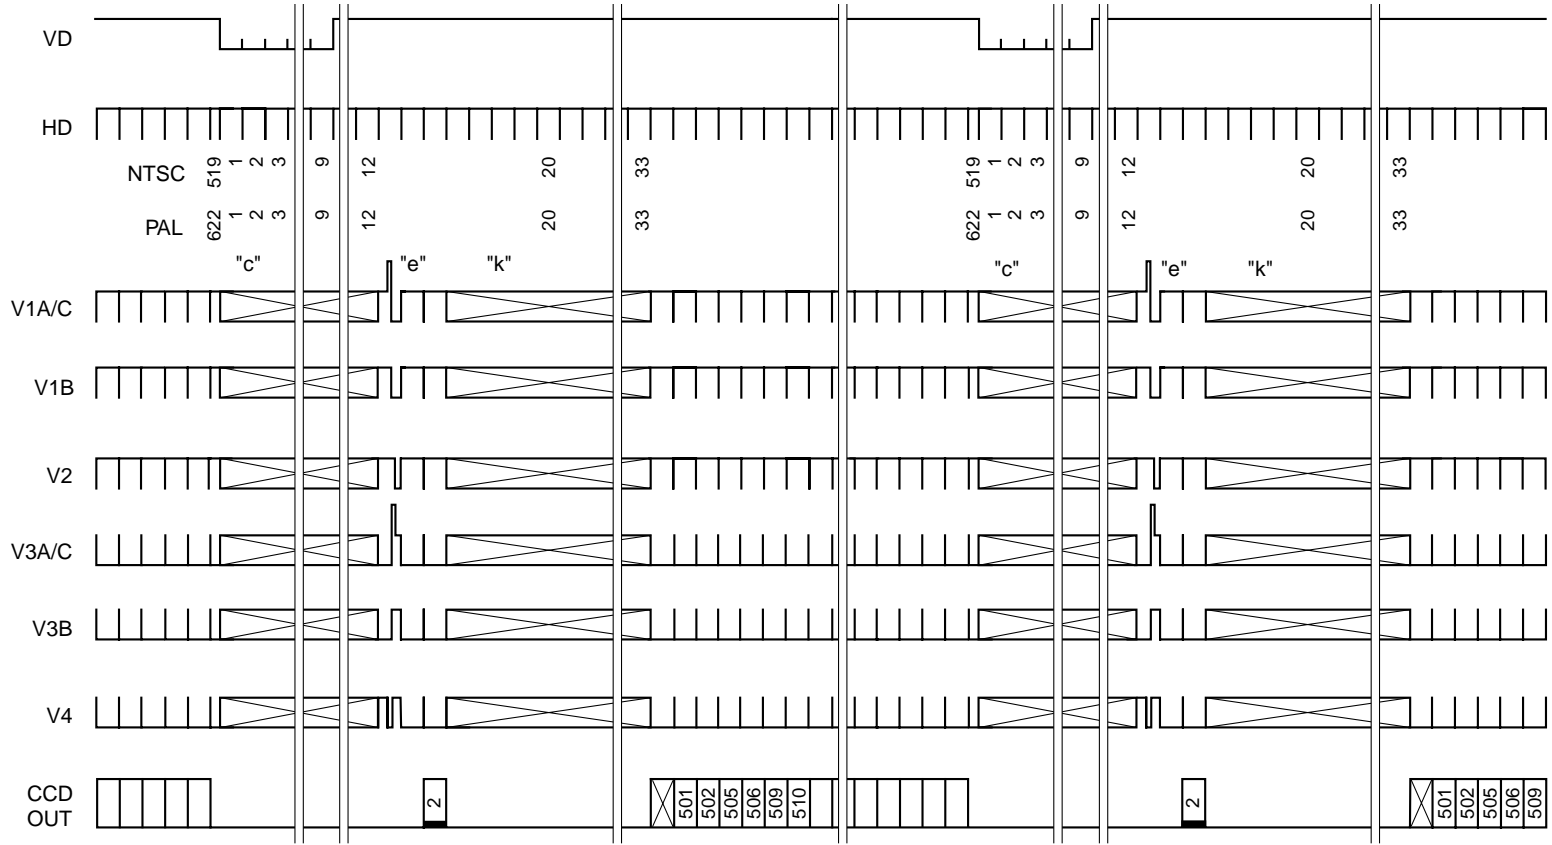 VD
HD
NTSC 519 1 2 3 9 12 20 33 519 1 2 3 9 12 20 33
PAL 622 1 2 3 9 12 20 33 622 1 2 3 9 12 20 33
"c" "e" "k" "c" "e" "k"
V1A/C
V1B
V2
V3A/C
V3B
V4
CCD OUT 2 501 502 505 506 509 510 2 501 502 505 506 509